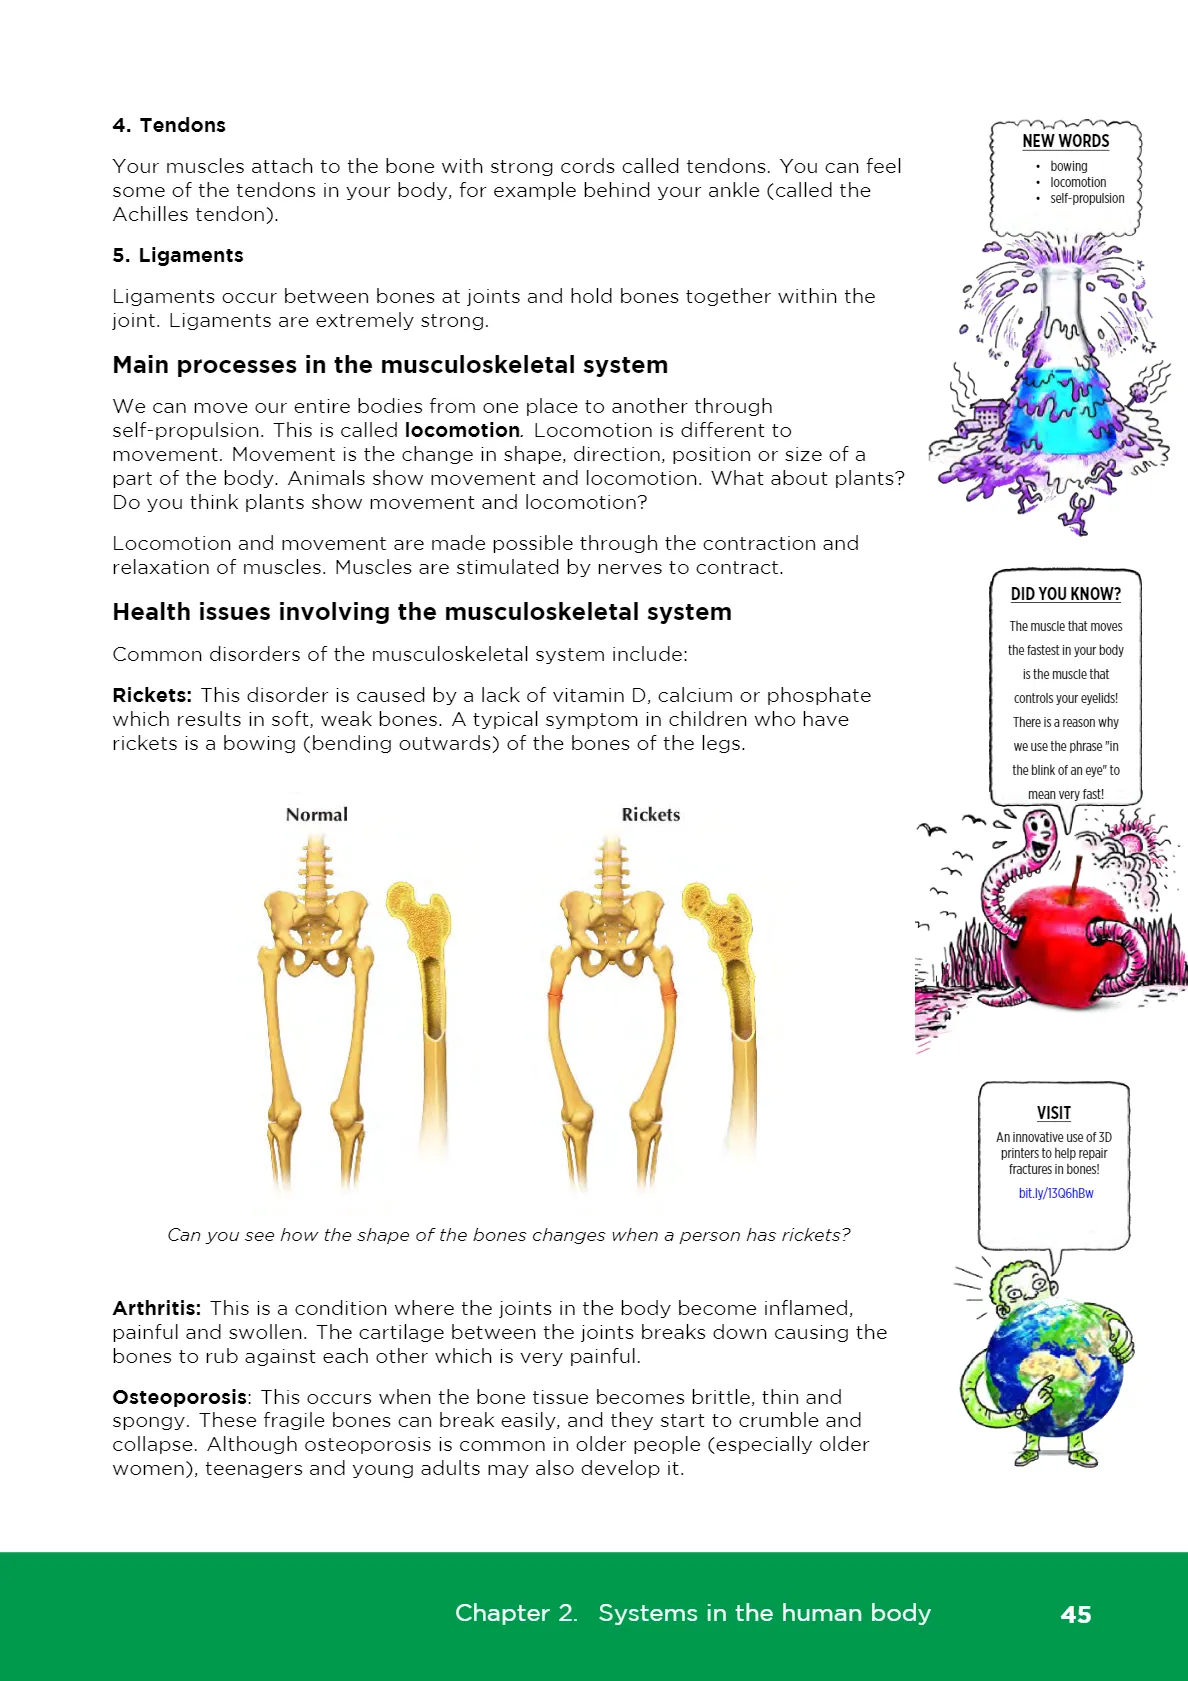 4. Tendons
Your muscles attach to the bone with strong cords called tendons. You can feel
some of the tendons in your body, for example behind your ankle (called the
Achilles tendon).
5. Ligaments
Ligaments occur between bones at joints and hold bones together within the
joint. Ligaments are extremely strong.
Main processes in the musculoskeletal system
We can move our entire bodies from one place to another through
self-propulsion. This is called locomotion. Locomotion is different to
movement. Movement is the change in shape, direction, position or size of a
part of the body. Animals show movement and locomotion. What about plants?
Do you think plants show movement and locomotion?
Locomotion and movement are made possible through the contraction and
relaxation of muscles. Muscles are stimulated by nerves to contract.
Health issues involving the musculoskeletal system
Common disorders of the musculoskeletal system include:
Rickets: This disorder is caused by a lack of vitamin D, calcium or phosphate
which results in soft, weak bones. A typical symptom in children who have
rickets is a bowing (bending outwards) of the bones of the legs.
Normal
Rickets
Can you see how the shape of the bones changes when a person has rickets?
Arthritis: This is a condition where the joints in the body become inflamed,
painful and swollen. The cartilage between the joints breaks down causing the
bones to rub against each other which is very painful.
Osteoporosis: This occurs when the bone tissue becomes brittle, thin and
spongy. These fragile bones can break easily, and they start to crumble and
collapse. Although osteoporosis is common in older people (especially older
women), teenagers and young adults may also develop it.
NEW WORDS
• bowing
• locomotion
• self-propulsion
DID YOU KNOW?
The muscle that moves
the fastest in your body
is the muscle that
controls your eyelids!
There is a reason why
we use the phrase "in
the blink of an eye" to
mean very fast!
VISIT
An innovative use of 3D
printers to help repair
fractures in bones!
bit.ly/13Q6hBw
Chapter 2. Systems in the human body
45